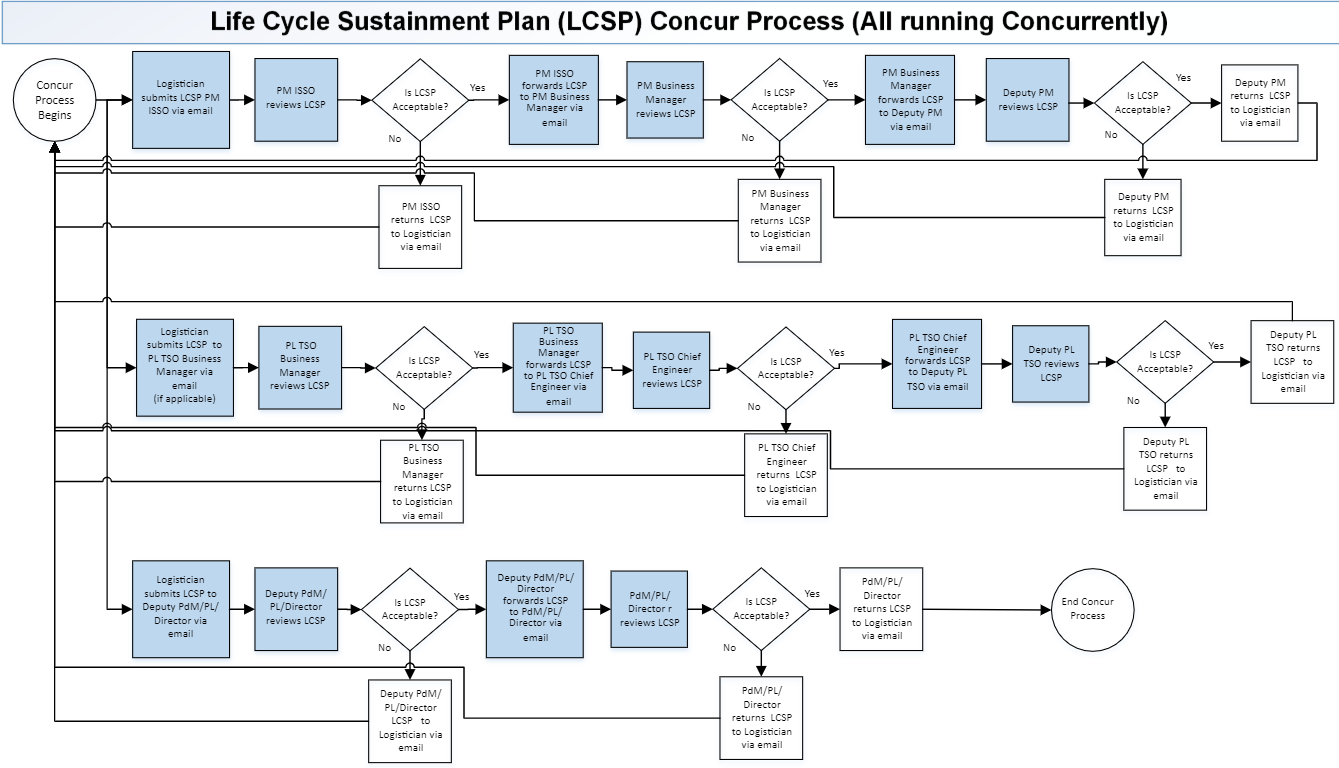 Life Cycle Sustainment Plan (LCSP) Concur Process (All running Concurrently)
Concur
Process
Begins
Logistician
submits LCSP PM
ISSO via email
PM ISSO
reviews LCSP
Is LCSP
Acceptable?
Yes
No
PM ISSO
forwards LCSP
to PM Business
Manager via
email
PM Business
Manager
reviews LCSP
Is LCSP
Acceptable?
Yes
No
PM Business
Manager
forwards LCSP
to Deputy PM
via email
Deputy PM
reviews LCSP
Is LCSP
Acceptable?
Yes
No
Deputy PM
returns LCSP
to Logistician
via email
PM ISSO
returns LCSP
to Logistician
via email
PM Business
Manager
returns LCSP
to Logistician
via email
Deputy PM
returns LCSP
to Logistician
via email
Logistician
submits LCSP to
PL TSO Business
Manager via
email
(if applicable)
PL TSO
Business
Manager
reviews LCSP
Is LCSP
Acceptable?
Yes
No
PL TSO
Business
Manager
forwards LCSP
to PL TSO Chief
Engineer via
email
PL TSO Chief
Engineer
reviews LCSP
Is LCSP
Acceptable?
Yes
No
PL TSO Chief
Engineer
forwards LCSP
to Deputy PL
TSO via email
Deputy PL
TSO reviews
LCSP
Is LCSP
Acceptable?
Yes
No
Deputy PL
TSO returns
LCSP to
Logistician via
email
PL TSO
Business
Manager
returns LCSP
to Logistician
via email
PL TSO Chief
Engineer
returns LCSP
to Logistician
via email
Deputy PL
TSO returns
LCSP to
Logistician via
email
Logistician
submits LCSP to
Deputy PdM/PL/
Director via
email
Deputy PdM/
PL/Director
reviews LCSP
Is LCSP
Acceptable?
Yes
No
Deputy PdM/PL/
Director
forwards LCSP
to PdM/PL/
Director via
email
PdM/PL/
Director r
reviews LCSP
Is LCSP
Acceptable?
Yes
No
PdM/PL/
Director
returns LCSP
to Logistician
via email
End Concur
Process
Deputy PdM/
PL/Director
LCSP to
Logistician via
email
PdM/PL/
Director
returns LCSP
to Logistician
via email